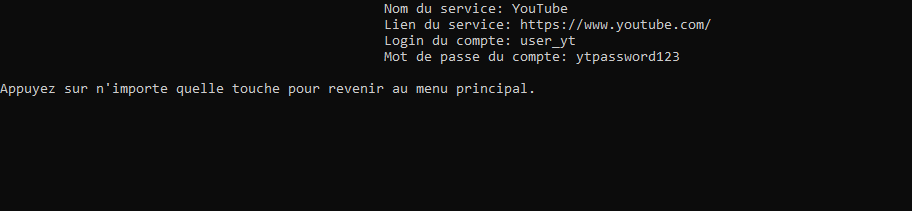 Nom du service: YouTube
Lien du service: https://www.youtube.com/
Login du compte: user_yt
Mot de passe du compte: ytpassword123
Appuyez sur n'importe quelle touche pour revenir au menu principal.